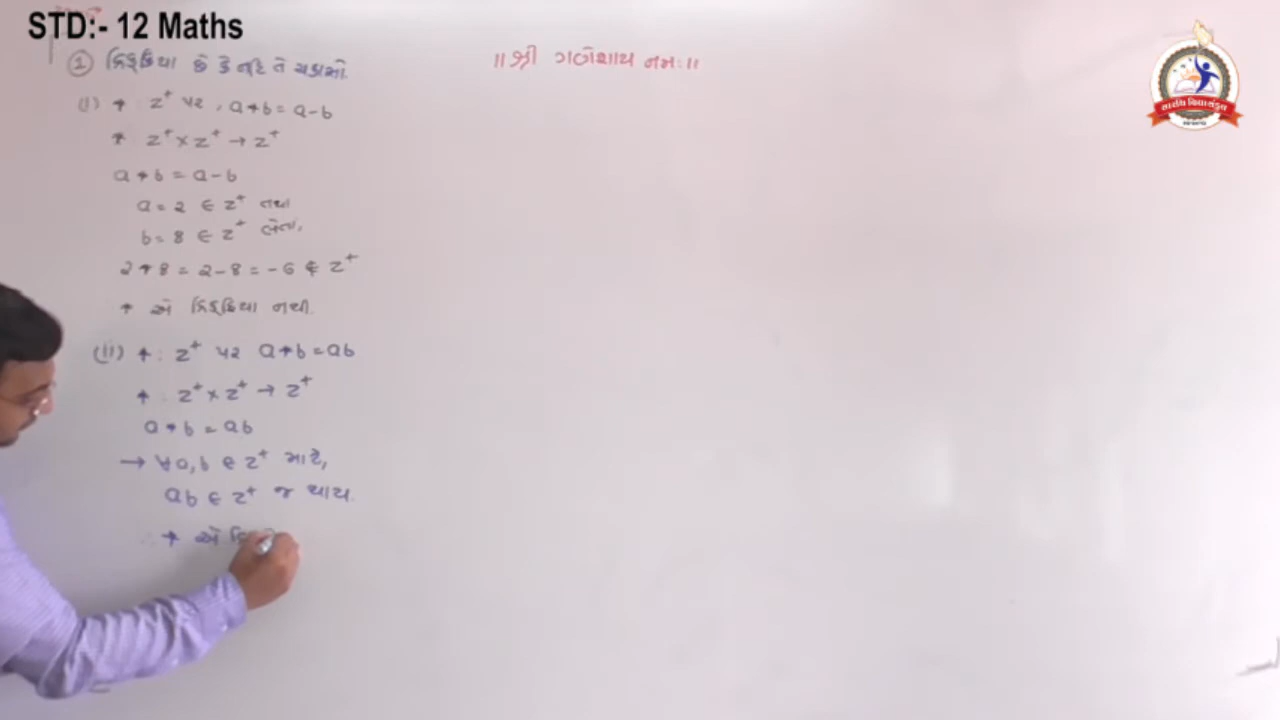 STD:- 12 Maths
॥ શ્રી ગણેશાય નમઃ ॥
① દ્વિક્ક્રિયા છે કે નહિ તે ચકાસો.
(i) * : Z⁺ પર, a*b = a-b
* Z⁺ × Z⁺ → Z⁺
a*b = a-b
a = 2 ∈ Z⁺ તથા
b = 8 ∈ Z⁺ લેતાં,
2*8 = 2-8 = -6 ∉ Z⁺
* એ દ્વિક્ક્રિયા નથી.
(ii) * : Z⁺ પર a*b = ab
* : Z⁺ × Z⁺ → Z⁺
a*b = ab
→ ∀a,b ∈ Z⁺ માટે,
ab ∈ Z⁺ જ થાય.
∴ * એ
સારથિ વિદ્યાસંકુલ